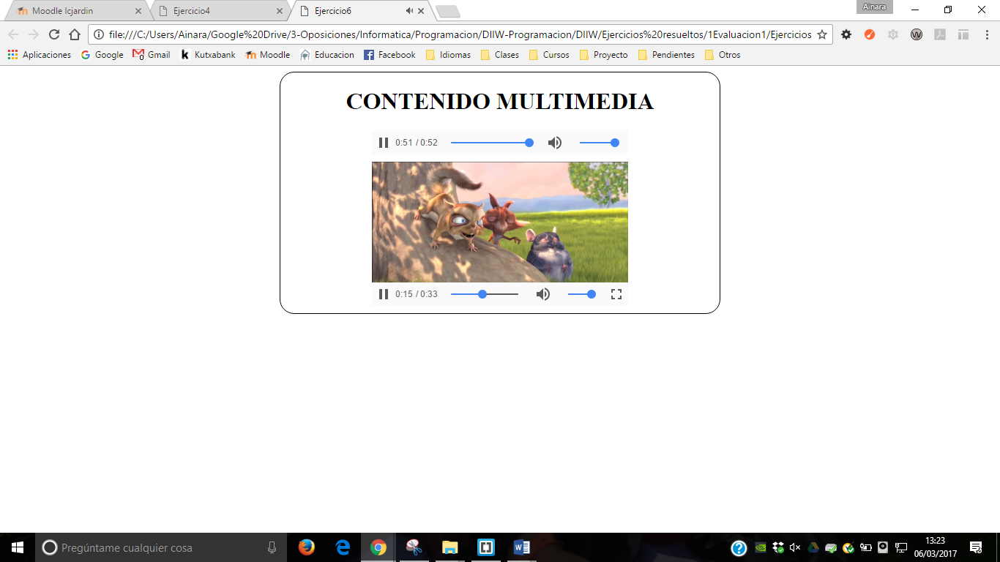 Moodle lcjardin
Ejercicio4
Ejercicio6
Ainara
file:///C:/Users/Ainara/Google%20Drive/3-Oposiciones/Informatica/Programacion/DIIW-Programacion/DIIW/Ejercicios%20resueltos/1Evaluacion1/Ejercicios
Aplicaciones Google Gmail Kutxabank Moodle Educacion Facebook Idiomas Clases Cursos Proyecto Pendientes Otros
CONTENIDO MULTIMEDIA
0:51 / 0:52
0:15 / 0:33
Pregúntame cualquier cosa
13:23
06/03/2017